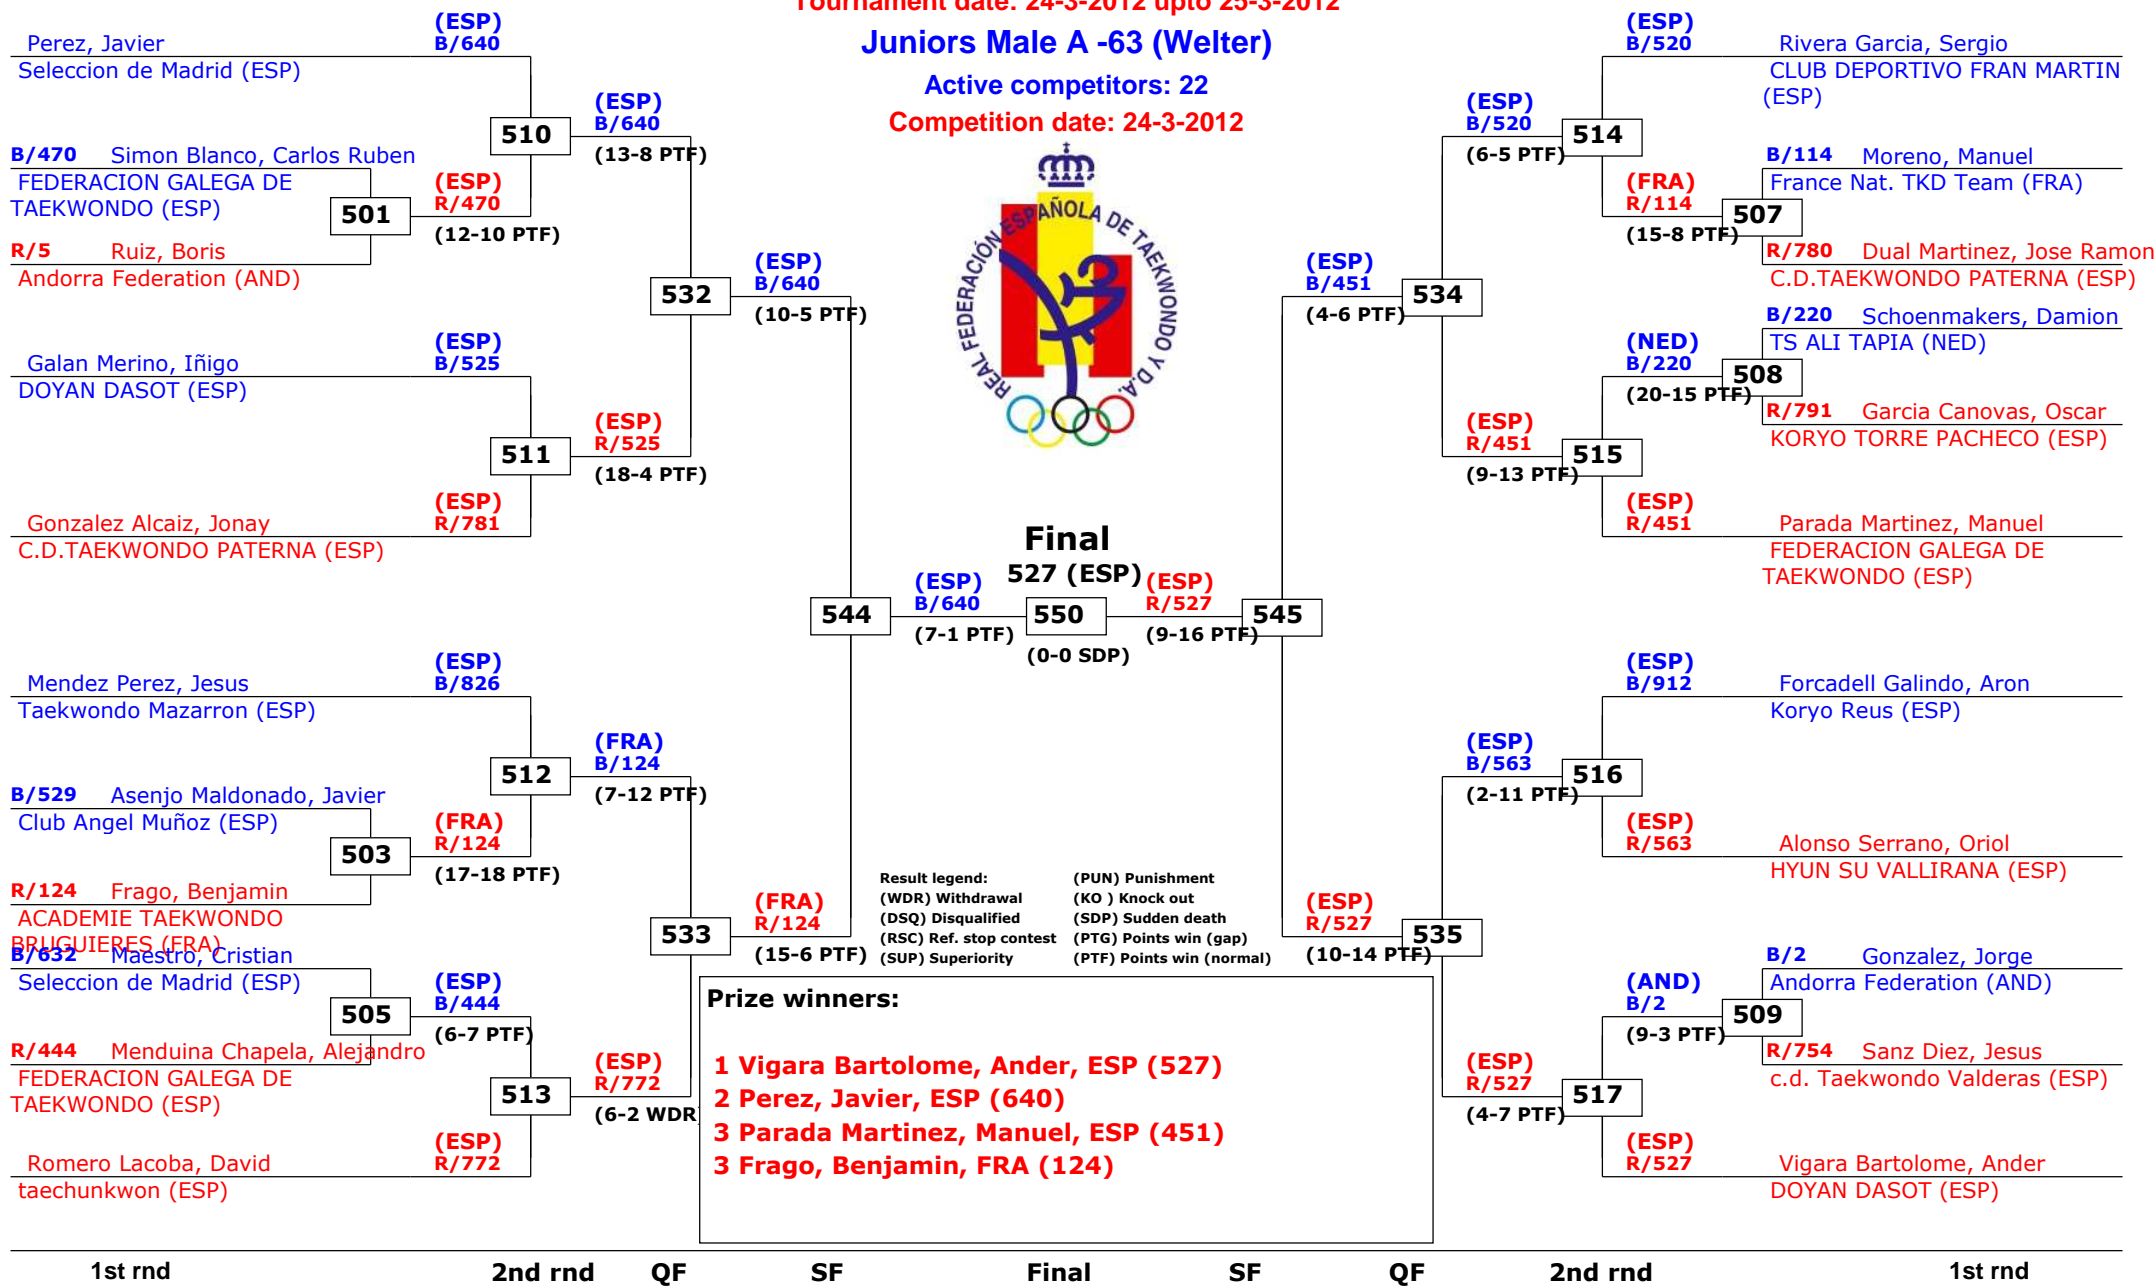 Tournament date: 24-3-2012 upto 25-3-2012
Juniors Male A -63 (Welter)
Active competitors: 22
Competition date: 24-3-2012
REAL FEDERACIÓN ESPAÑOLA DE TAEKWONDO Y D.A.
(ESP)
B/640
Perez, Javier
Seleccion de Madrid (ESP)
(ESP)
B/640
510
(13-8 PTF)
B/470 Simon Blanco, Carlos Ruben
FEDERACION GALEGA DE
TAEKWONDO (ESP)
501
(ESP)
R/470
(12-10 PTF)
R/5 Ruiz, Boris
Andorra Federation (AND)
532
(ESP)
B/640
(10-5 PTF)
(ESP)
B/525
Galan Merino, Iñigo
DOYAN DASOT (ESP)
511
(ESP)
R/525
(18-4 PTF)
(ESP)
R/781
Gonzalez Alcaiz, Jonay
C.D.TAEKWONDO PATERNA (ESP)
544
(ESP)
B/640
(7-1 PTF)
(ESP)
B/826
Mendez Perez, Jesus
Taekwondo Mazarron (ESP)
512
(FRA)
B/124
(7-12 PTF)
B/529 Asenjo Maldonado, Javier
Club Angel Muñoz (ESP)
503
(FRA)
R/124
(17-18 PTF)
R/124 Frago, Benjamin
ACADEMIE TAEKWONDO
BRUGUIERES (FRA)
533
(FRA)
R/124
(15-6 PTF)
B/632 Maestro, Cristian
Seleccion de Madrid (ESP)
505
(ESP)
B/444
(6-7 PTF)
R/444 Menduina Chapela, Alejandro
FEDERACION GALEGA DE
TAEKWONDO (ESP)
513
(ESP)
R/772
(6-2 WDR)
(ESP)
R/772
Romero Lacoba, David
taechunkwon (ESP)
Final
527 (ESP)
550
(0-0 SDP)
(ESP)
R/527
545
(9-16 PTF)
(ESP)
B/520
Rivera Garcia, Sergio
CLUB DEPORTIVO FRAN MARTIN
(ESP)
(ESP)
B/520
514
(6-5 PTF)
B/114 Moreno, Manuel
France Nat. TKD Team (FRA)
(FRA)
R/114
507
(15-8 PTF)
R/780 Dual Martinez, Jose Ramon
C.D.TAEKWONDO PATERNA (ESP)
(ESP)
B/451
534
(4-6 PTF)
B/220 Schoenmakers, Damion
TS ALI TAPIA (NED)
(NED)
B/220
508
(20-15 PTF)
R/791 Garcia Canovas, Oscar
KORYO TORRE PACHECO (ESP)
(ESP)
R/451
515
(9-13 PTF)
(ESP)
R/451
Parada Martinez, Manuel
FEDERACION GALEGA DE
TAEKWONDO (ESP)
(ESP)
B/912
Forcadell Galindo, Aron
Koryo Reus (ESP)
(ESP)
B/563
516
(2-11 PTF)
(ESP)
R/563
Alonso Serrano, Oriol
HYUN SU VALLIRANA (ESP)
(ESP)
R/527
535
(10-14 PTF)
B/2 Gonzalez, Jorge
Andorra Federation (AND)
(AND)
B/2
509
(9-3 PTF)
R/754 Sanz Diez, Jesus
c.d. Taekwondo Valderas (ESP)
(ESP)
R/527
517
(4-7 PTF)
(ESP)
R/527
Vigara Bartolome, Ander
DOYAN DASOT (ESP)
Result legend: (PUN) Punishment
(WDR) Withdrawal (KO ) Knock out
(DSQ) Disqualified (SDP) Sudden death
(RSC) Ref. stop contest (PTG) Points win (gap)
(SUP) Superiority (PTF) Points win (normal)
Prize winners:
1 Vigara Bartolome, Ander, ESP (527)
2 Perez, Javier, ESP (640)
3 Parada Martinez, Manuel, ESP (451)
3 Frago, Benjamin, FRA (124)
1st rnd 2nd rnd QF SF Final SF QF 2nd rnd 1st rnd